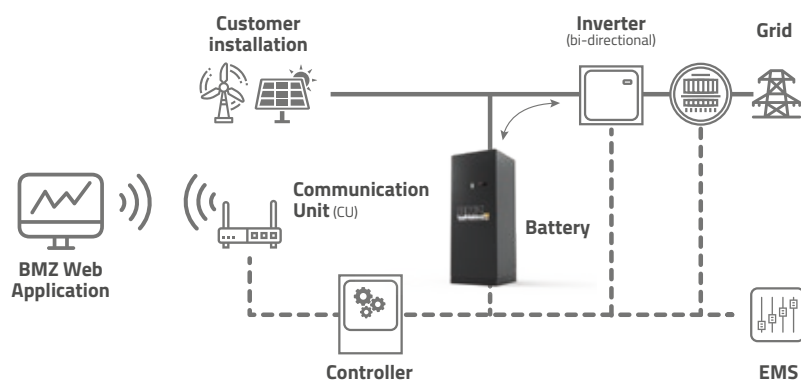 Customer
installation
Inverter
(bi-directional)
Grid
Communication
Unit (CU)
Battery
BMZ Web
Application
Controller
EMS